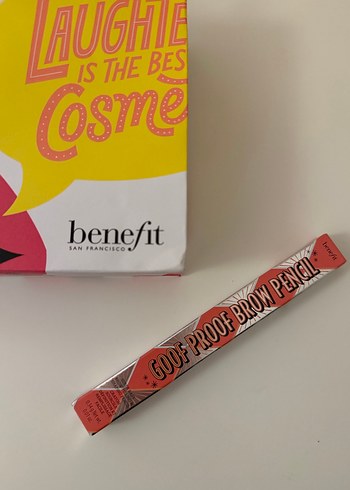 LAUGHTE
IS THE BES
Cosme
benefit
SAN FRANCISCO
benefit
GOOF PROOF BROW PENCIL